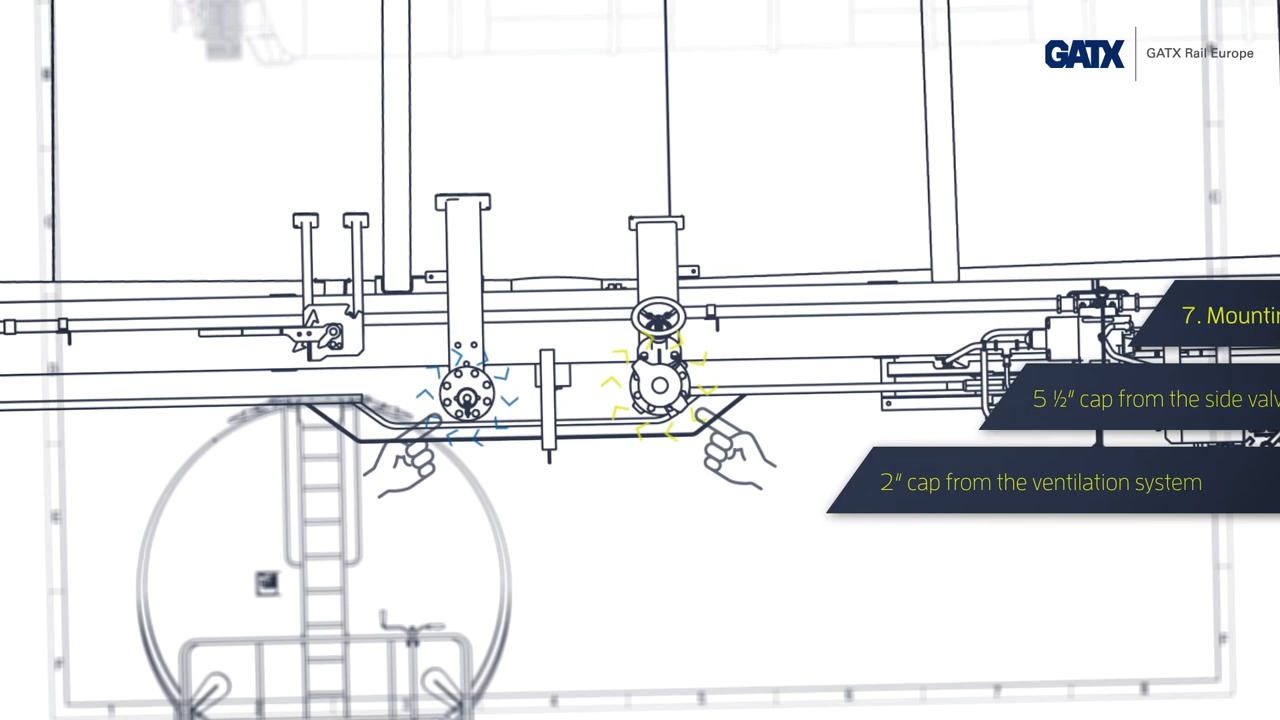 GATX
GATX Rail Europe
7. Mountin
5 ½" cap from the side valv
2" cap from the ventilation system